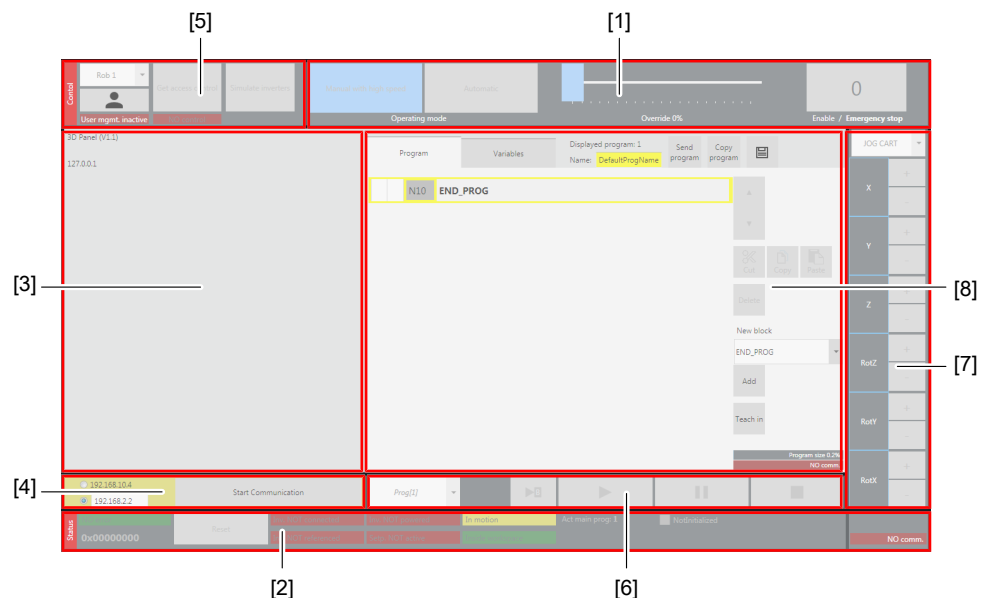 [5]
[1]
Control
Rob 1
User mgmt. inactive
Automatic
Operating mode
Override 0%
0
Enable / Emergency stop
3D Panel (V1.1)
127.0.0.1
Program
Variables
Displayed program: 1
Name: DefaultProgName
Send program
Copy program
JOG CART
N10 END_PROG
X
+
-
Y
+
-
Cut
Copy
Paste
[3]
[8]
Delete
Z
+
-
New block
END_PROG
RotZ
+
-
[7]
Add
Teach in
RotY
+
-
Program size 0.2%
NO comm.
[4]
192.168.10.4
192.168.2.2
Start Communication
Prog[1]
RotX
+
-
Status
0x00000000
Reset
In motion
Act main prog: 1
NotInitialized
NO comm.
[2]
[6]